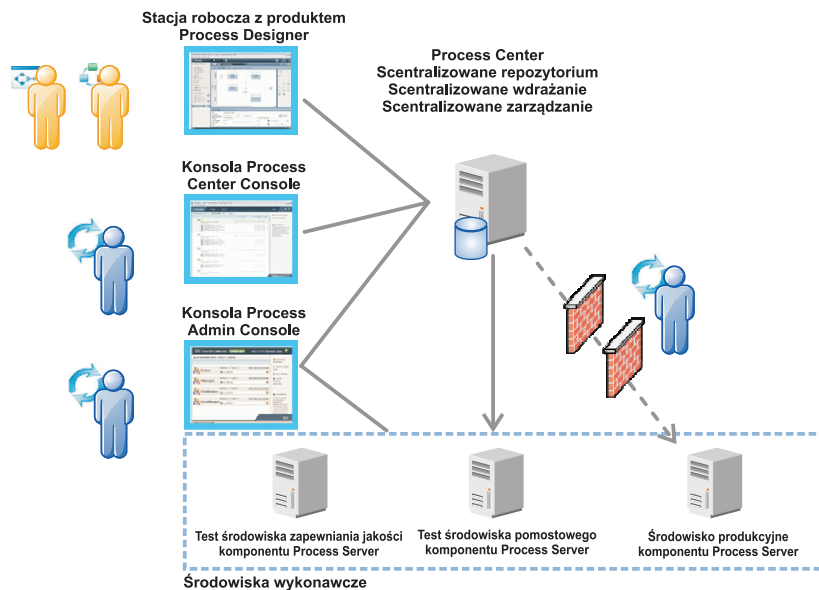 Stacja robocza z produktem
Process Designer
Process Center
Scentralizowane repozytorium
Scentralizowane wdrażanie
Scentralizowane zarządzanie
Konsola Process
Center Console
Konsola Process
Admin Console
Test środowiska zapewniania jakości
komponentu Process Server
Test środowiska pomostowego
komponentu Process Server
Środowisko produkcyjne
komponentu Process Server
Środowiska wykonawcze